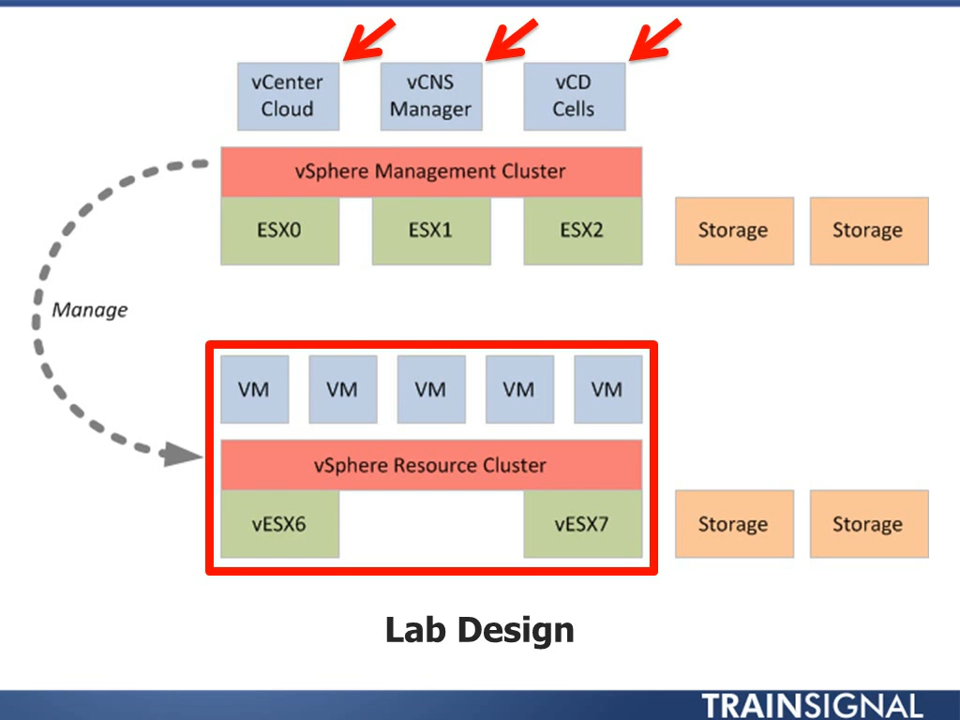 vCenter
Cloud
vCNS
Manager
vCD
Cells
vSphere Management Cluster
ESX0
ESX1
ESX2
Storage
Storage
Manage
VM
VM
VM
VM
VM
vSphere Resource Cluster
vESX6
vESX7
Storage
Storage
Lab Design
TRAINSIGNAL